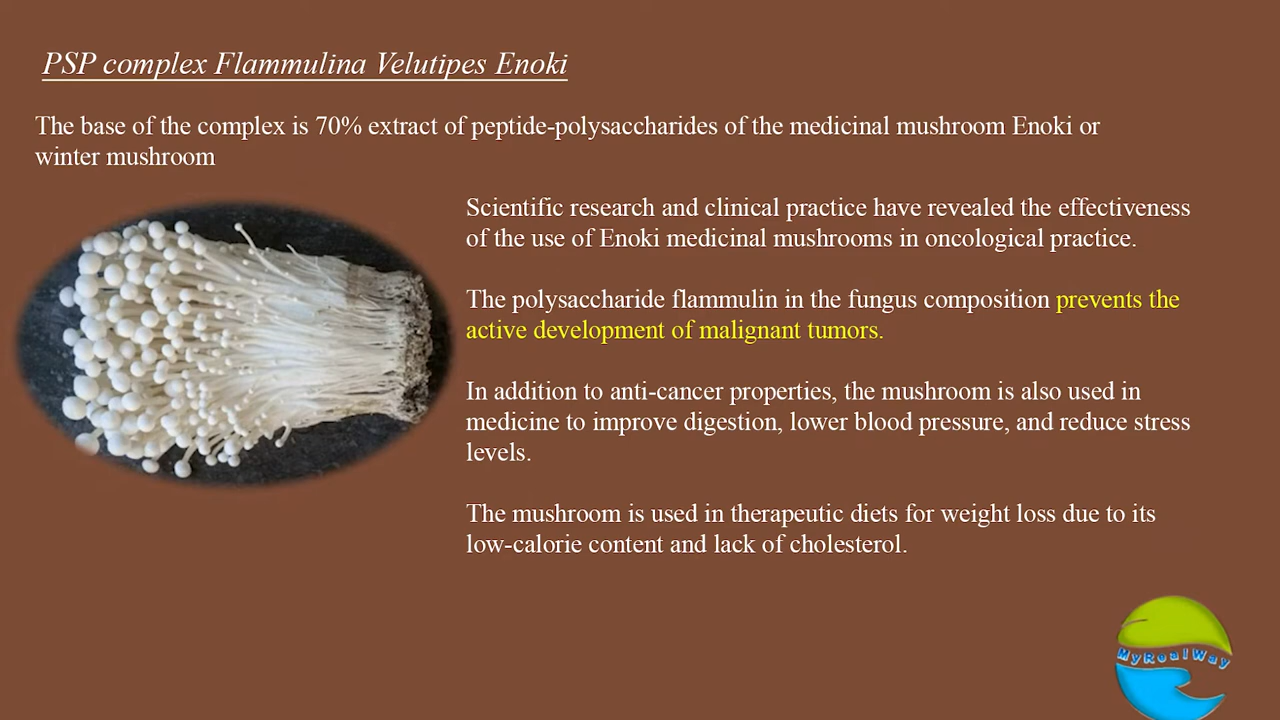 PSP complex Flammulina Velutipes Enoki
The base of the complex is 70% extract of peptide-polysaccharides of the medicinal mushroom Enoki or
winter mushroom
Scientific research and clinical practice have revealed the effectiveness
of the use of Enoki medicinal mushrooms in oncological practice.
The polysaccharide flammulin in the fungus composition prevents the
active development of malignant tumors.
In addition to anti-cancer properties, the mushroom is also used in
medicine to improve digestion, lower blood pressure, and reduce stress
levels.
The mushroom is used in therapeutic diets for weight loss due to its
low-calorie content and lack of cholesterol.
MyRealWay